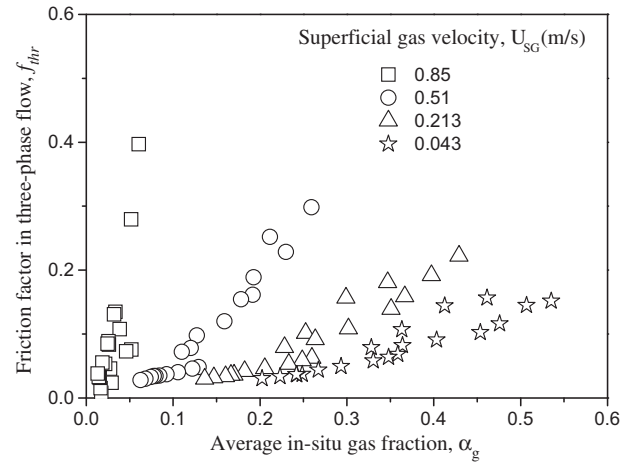 Superficial gas velocity, U_SG(m/s)
0.85
0.51
0.213
0.043
Friction factor in three-phase flow, f_thr
0.6
0.4
0.2
0.0
0.0 0.1 0.2 0.3 0.4 0.5 0.6
Average in-situ gas fraction, α_g